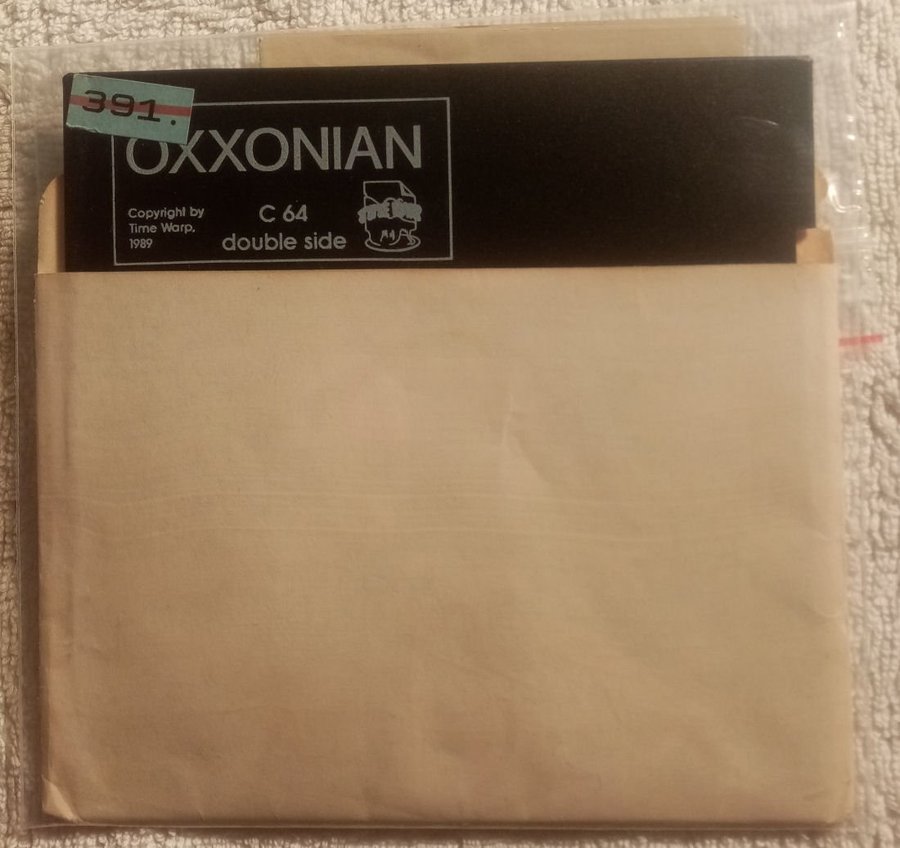 391.
OXXONIAN
Copyright by
Time Warp,
1989
C 64
double side